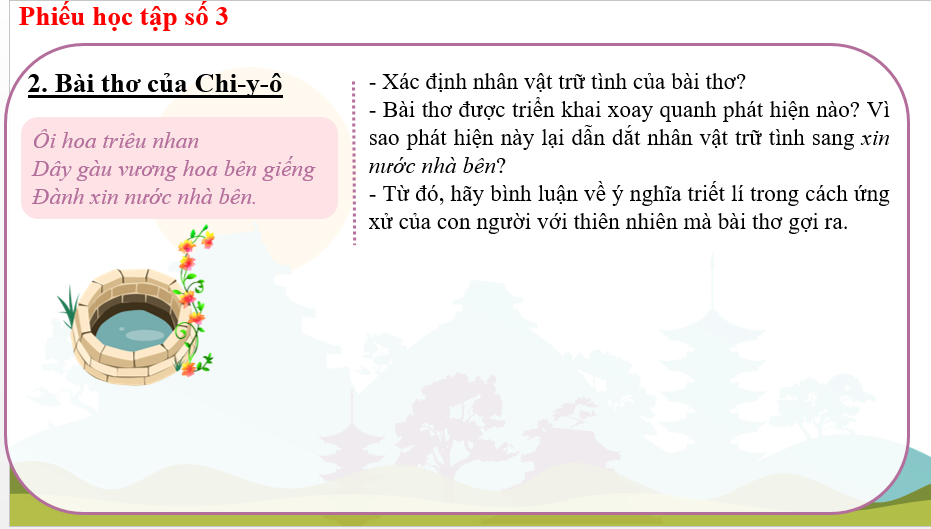 Phiếu học tập số 3
2. Bài thơ của Chi-y-ô
Ôi hoa triêu nhan
Dây gàu vương hoa bên giếng
Đành xin nước nhà bên.
- Xác định nhân vật trữ tình của bài thơ?
- Bài thơ được triển khai xoay quanh phát hiện nào? Vì
sao phát hiện này lại dẫn dắt nhân vật trữ tình sang xin
nước nhà bên?
- Từ đó, hãy bình luận về ý nghĩa triết lí trong cách ứng
xử của con người với thiên nhiên mà bài thơ gợi ra.